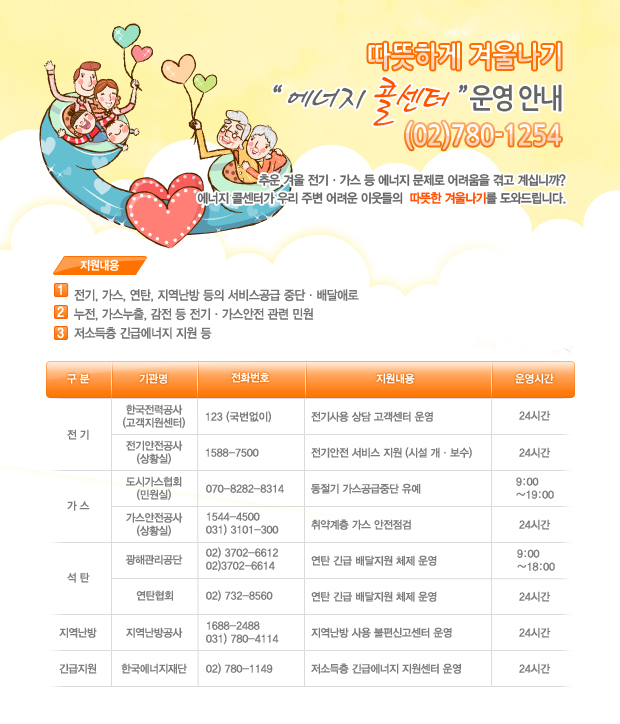 따뜻하게 겨울나기
“에너지 콜센터”운영 안내
(02)780-1254
추운 겨울 전기 · 가스 등 에너지 문제로 어려움을 겪고 계십니까?
에너지 콜센터가 우리 주변 어려운 이웃들의 따뜻한 겨울나기를 도와드립니다.
지원내용
1 전기, 가스, 연탄, 지역난방 등의 서비스공급 중단 · 배달애로
2 누전, 가스누출, 감전 등 전기 · 가스안전 관련 민원
3 저소득층 긴급에너지 지원 등
구 분 기관명 전화번호 지원내용 운영시간
전 기
한국전력공사
(고객지원센터)
123 (국번없이) 전기사용 상담 고객센터 운영 24시간
전기안전공사
(상황실)
1588-7500 전기안전 서비스 지원 (시설 개 · 보수) 24시간
가 스
도시가스협회
(민원실)
070-8282-8314 동절기 가스공급중단 유예
9:00
~19:00
가스안전공사
(상황실)
1544-4500
031) 3101-300
취약계층 가스 안전점검 24시간
석 탄
광해관리공단
02) 3702-6612
02)3702-6614
연탄 긴급 배달지원 체제 운영
9:00
~18:00
연탄협회 02) 732-8560 연탄 긴급 배달지원 체제 운영 24시간
지역난방 지역난방공사
1688-2488
031) 780-4114
지역난방 사용 불편신고센터 운영 24시간
긴급지원 한국에너지재단 02) 780-1149 저소득층 긴급에너지 지원센터 운영 24시간